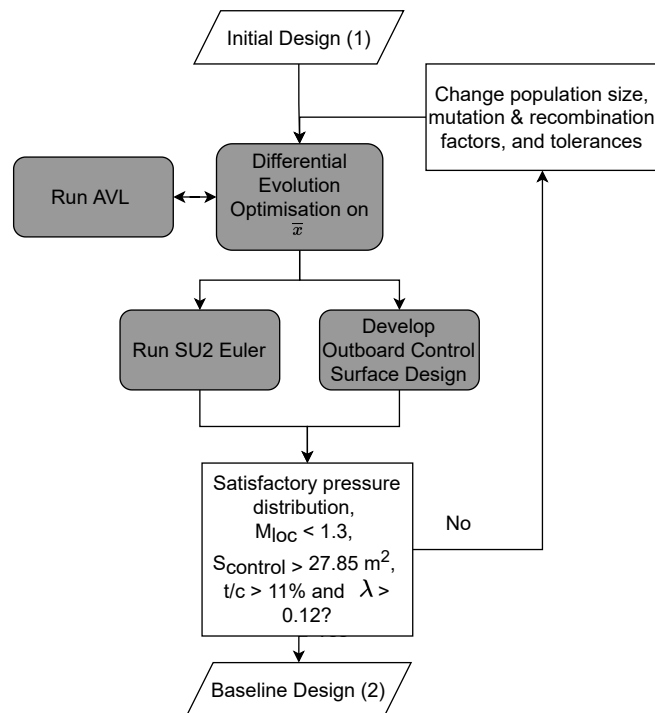 Initial Design (1)
Change population size,
mutation & recombination
factors, and tolerances
Differential
Evolution
Optimisation on
x̅
Run AVL
Run SU2 Euler
Develop
Outboard Control
Surface Design
Satisfactory pressure
distribution,
M_loc < 1.3,
S_control > 27.85 m²,
t/c > 11% and λ >
0.12?
No
Baseline Design (2)